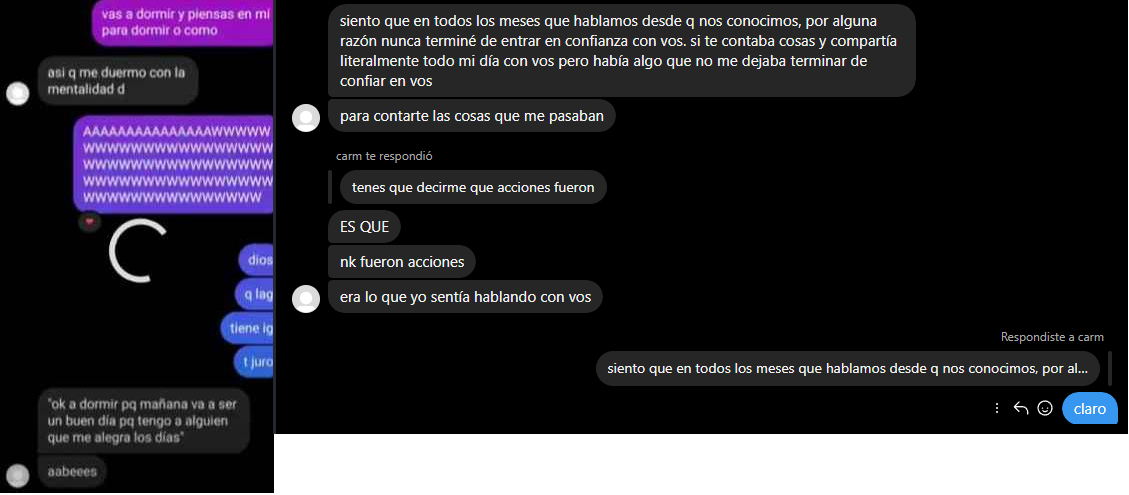 vas a dormir y piensas en mí
para dormir o como
asi q me duermo con la
mentalidad d
AAAAAAAAAAAAAAAWWWWW
WWWWWWWWWWWWWWWWWWW
WWWWWWWWWWWWWWWWWWW
WWWWWWWWWWWWWWWWWWW
WWWWWWWWWWWWWWWWWW
dios
q lag
tiene ig
t juro
"ok a dormir pq mañana va a ser
un buen día pq tengo a alguien
que me alegra los días"
aabeees
siento que en todos los meses que hablamos desde q nos conocimos, por alguna
razón nunca terminé de entrar en confianza con vos. si te contaba cosas y compartía
literalmente todo mi día con vos pero había algo que no me dejaba terminar de
confiar en vos
para contarte las cosas que me pasaban
carm te respondió
tenes que decirme que acciones fueron
ES QUE
nk fueron acciones
era lo que yo sentía hablando con vos
Respondiste a carm
siento que en todos los meses que hablamos desde q nos conocimos, por al...
claro